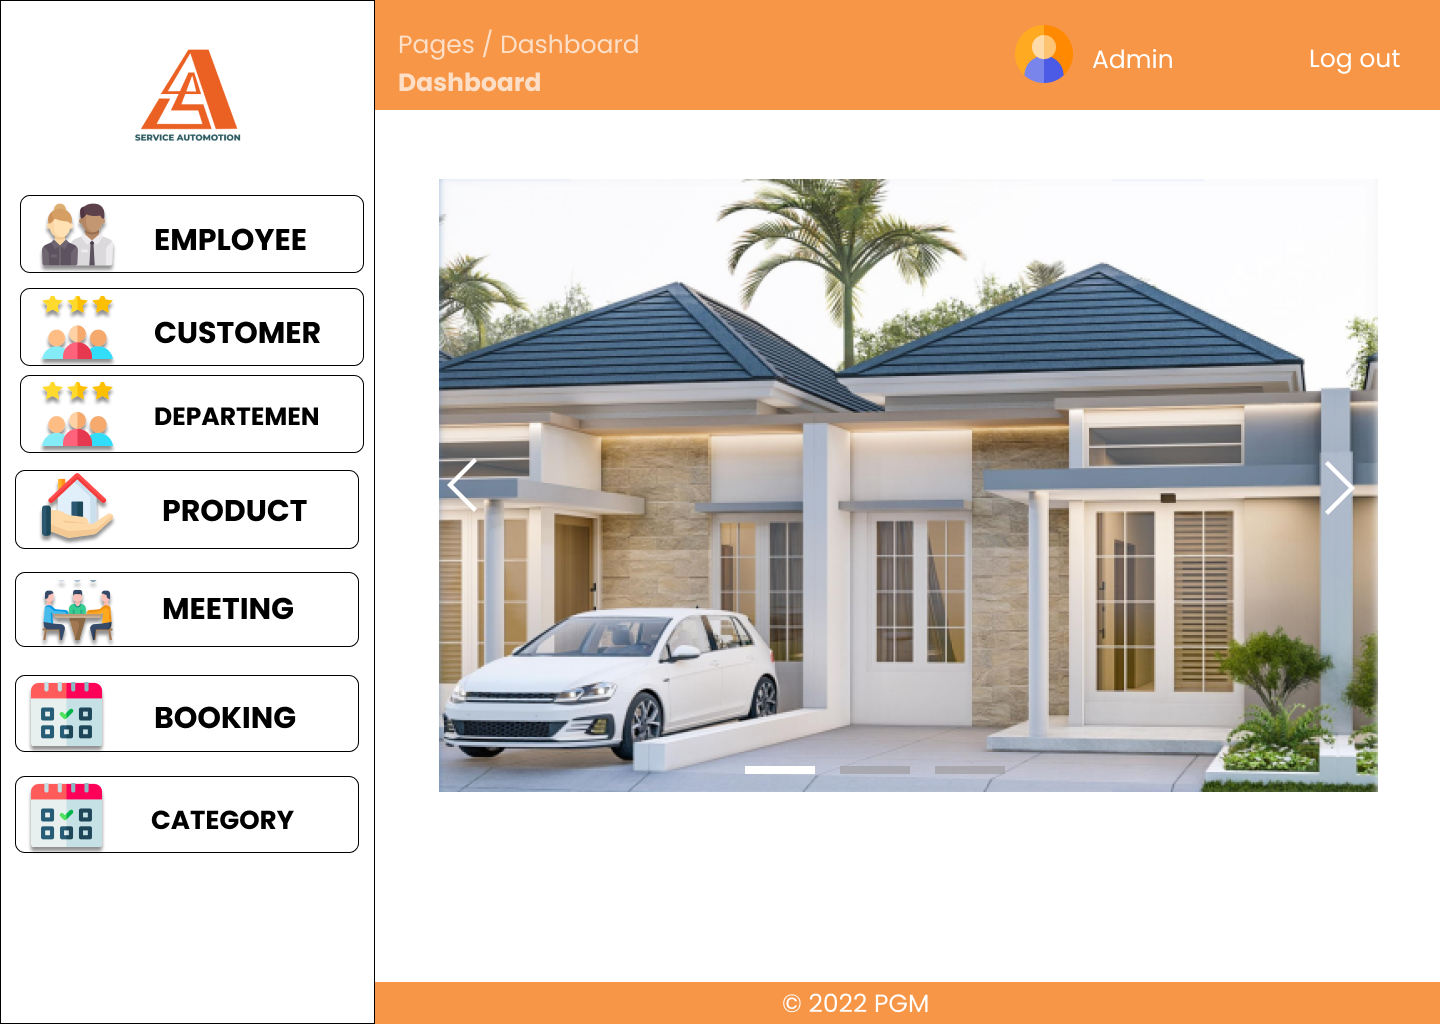 SERVICE AUTOMOTION
EMPLOYEE
CUSTOMER
DEPARTEMEN
PRODUCT
MEETING
BOOKING
CATEGORY
Pages / Dashboard
Dashboard
Admin
Log out
© 2022 PGM